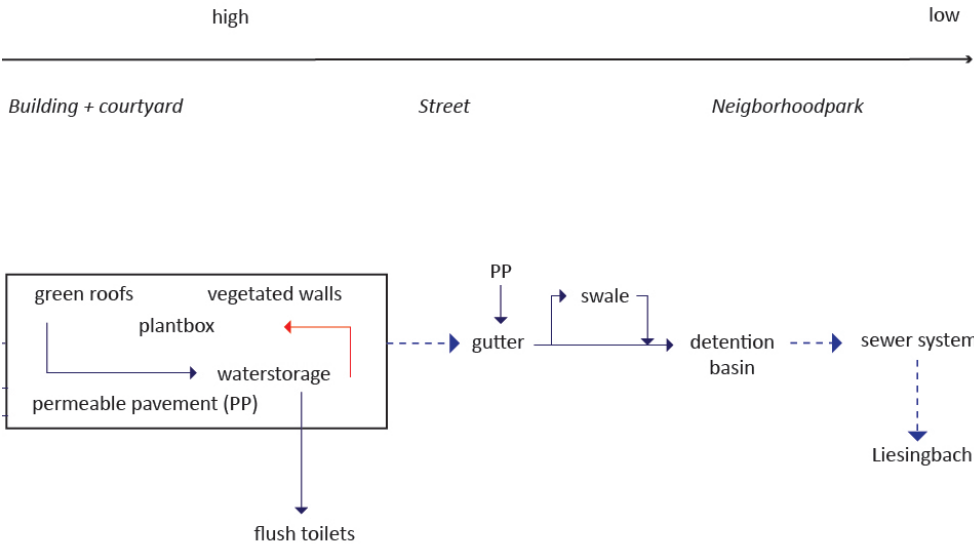 high
low
Building + courtyard
Street
Neigborhoodpark
green roofs
vegetated walls
plantbox
waterstorage
permeable pavement (PP)
flush toilets
PP
gutter
swale
detention
basin
sewer system
Liesingbach